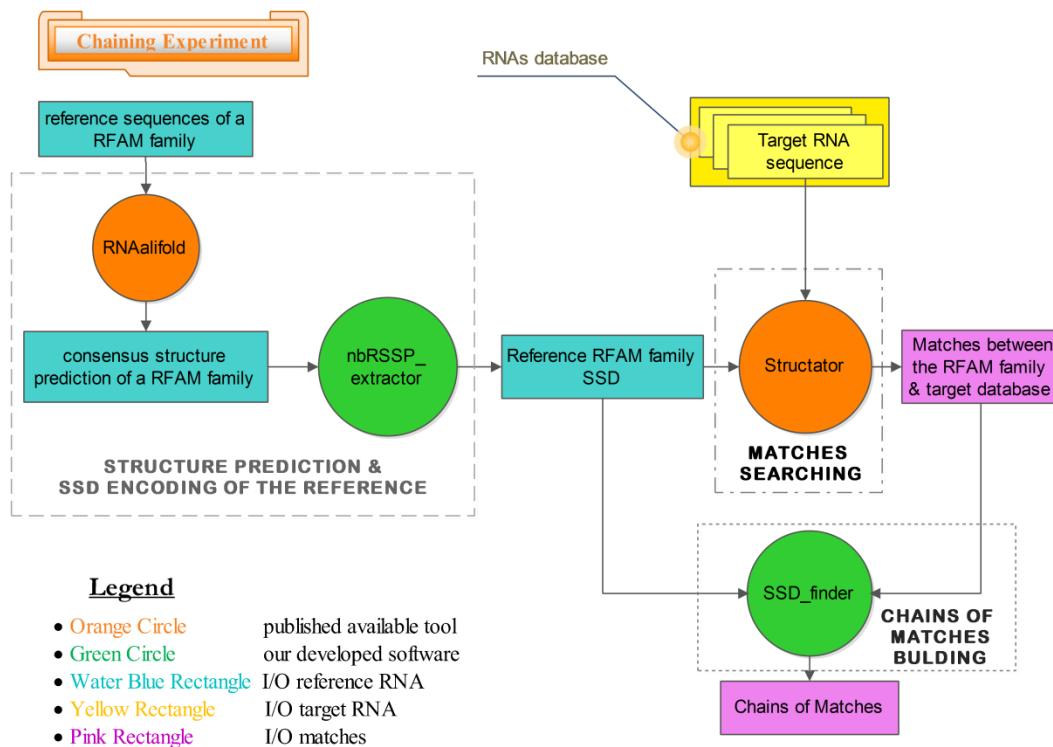 Chaining Experiment
RNAs database
reference sequences of a
RFAM family
Target RNA
sequence
RNAalifold
consensus structure
prediction of a RFAM family
nbRSSP_
extractor
Reference RFAM family
SSD
Structator
Matches between
the RFAM family
& target database
STRUCTURE PREDICTION &
SSD ENCODING OF THE REFERENCE
MATCHES
SEARCHING
SSD_finder
CHAINS OF
MATCHES
BULDING
Chains of Matches
Legend
• Orange Circle published available tool
• Green Circle our developed software
• Water Blue Rectangle I/O reference RNA
• Yellow Rectangle I/O target RNA
• Pink Rectangle I/O matches